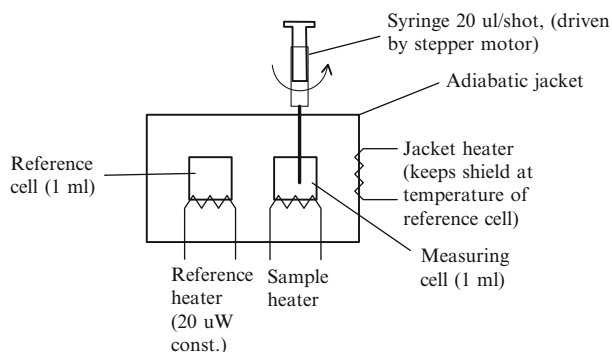 Syringe 20 ul/shot, (driven
by stepper motor)
Adiabatic jacket
Reference
cell (1 ml)
Jacket heater
(keeps shield at
temperature of
reference cell)
Measuring
cell (1 ml)
Reference
heater
(20 uW
const.)
Sample
heater